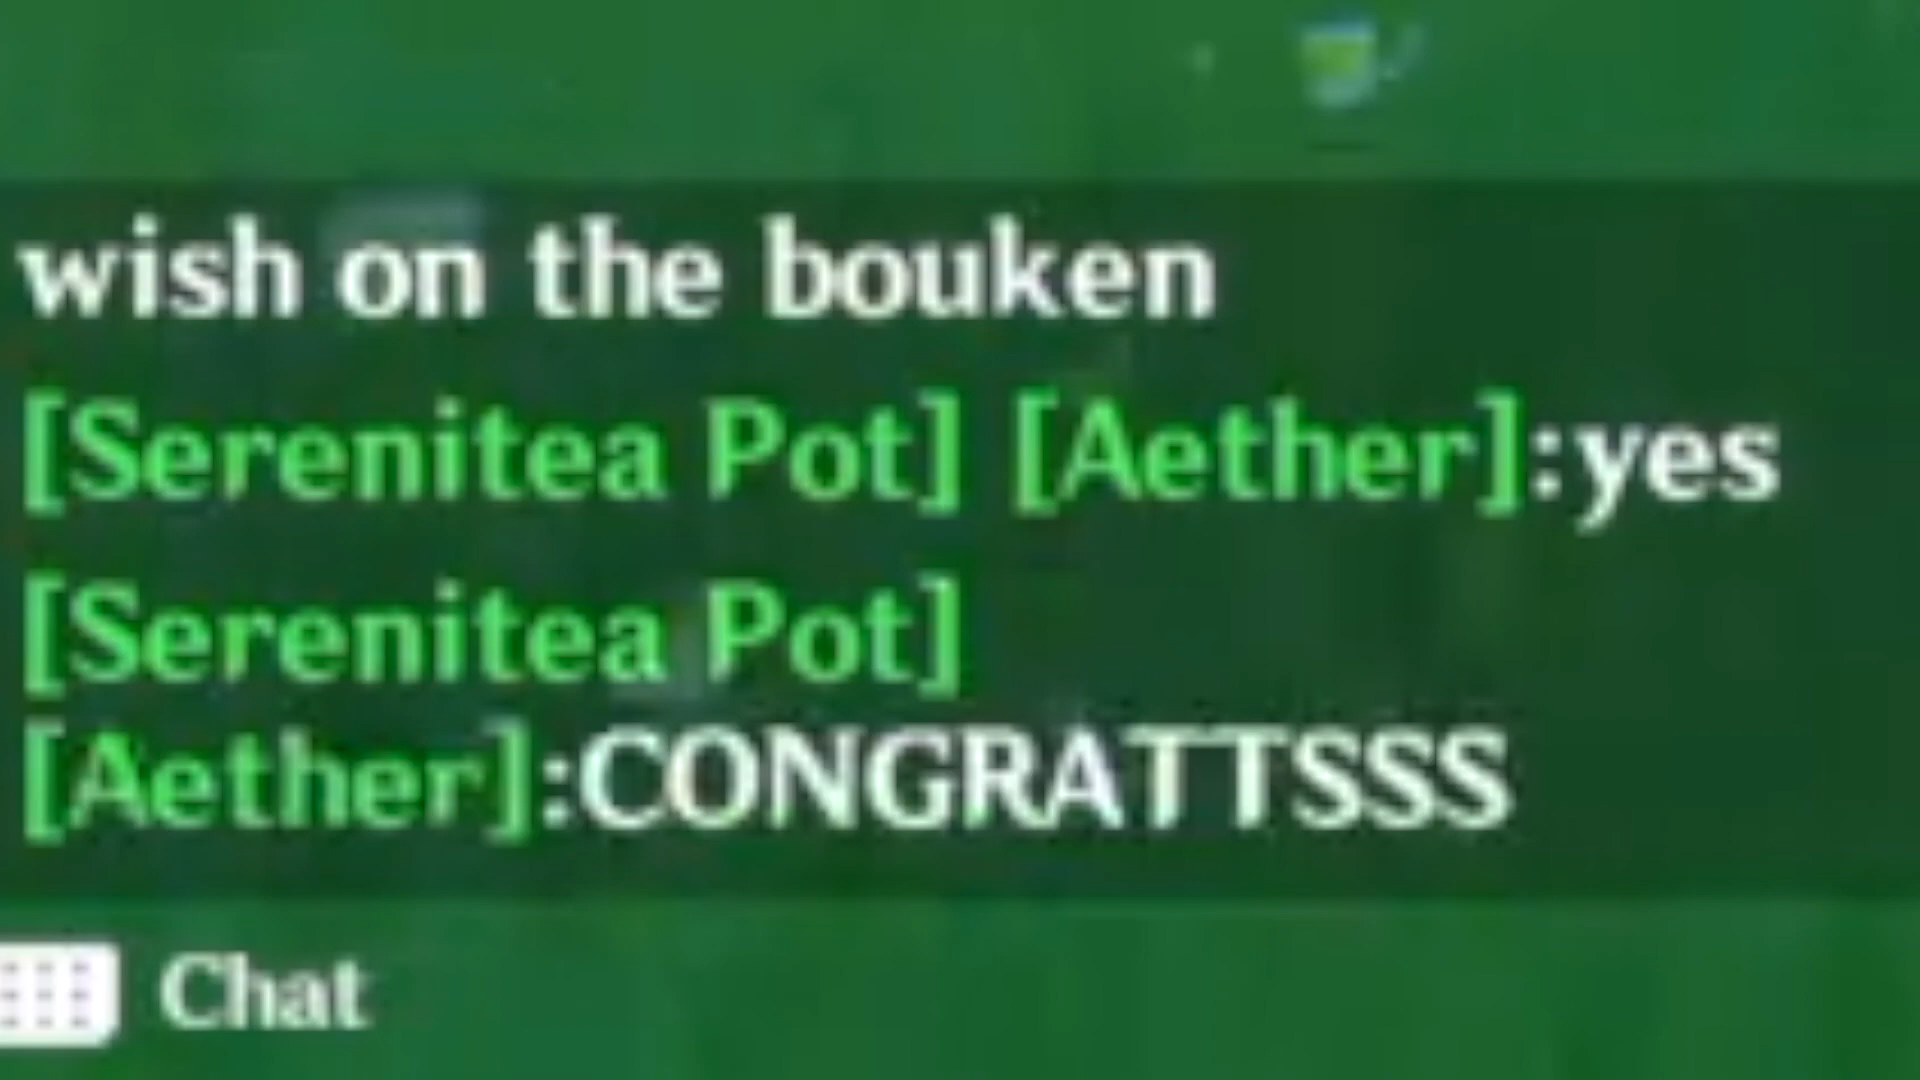 wish on the bouken
[Serenitea Pot] [Aether]:yes
[Serenitea Pot]
[Aether]:CONGRATTSSS
Chat